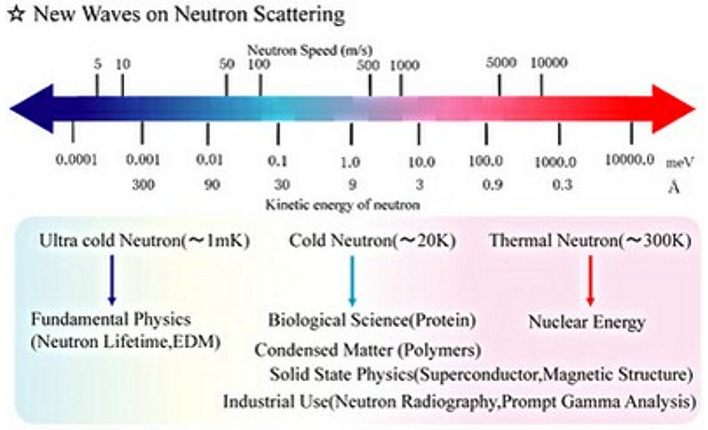 ☆ New Waves on Neutron Scattering
Neutron Speed (m/s)
5 10 50 100 500 1000 5000 10000
0.0001 0.001 0.01 0.1 1.0 10.0 100.0 1000.0 10000.0 meV
300 90 30 9 3 0.9 0.3 Å
Kinetic energy of neutron
Ultra cold Neutron(〜1mK) Cold Neutron(〜20K) Thermal Neutron(〜300K)
Fundamental Physics
(Neutron Lifetime,EDM)
Biological Science(Protein)
Nuclear Energy
Condensed Matter (Polymers)
Solid State Physics(Superconductor,Magnetic Structure)
Industrial Use(Neutron Radiography,Prompt Gamma Analysis)